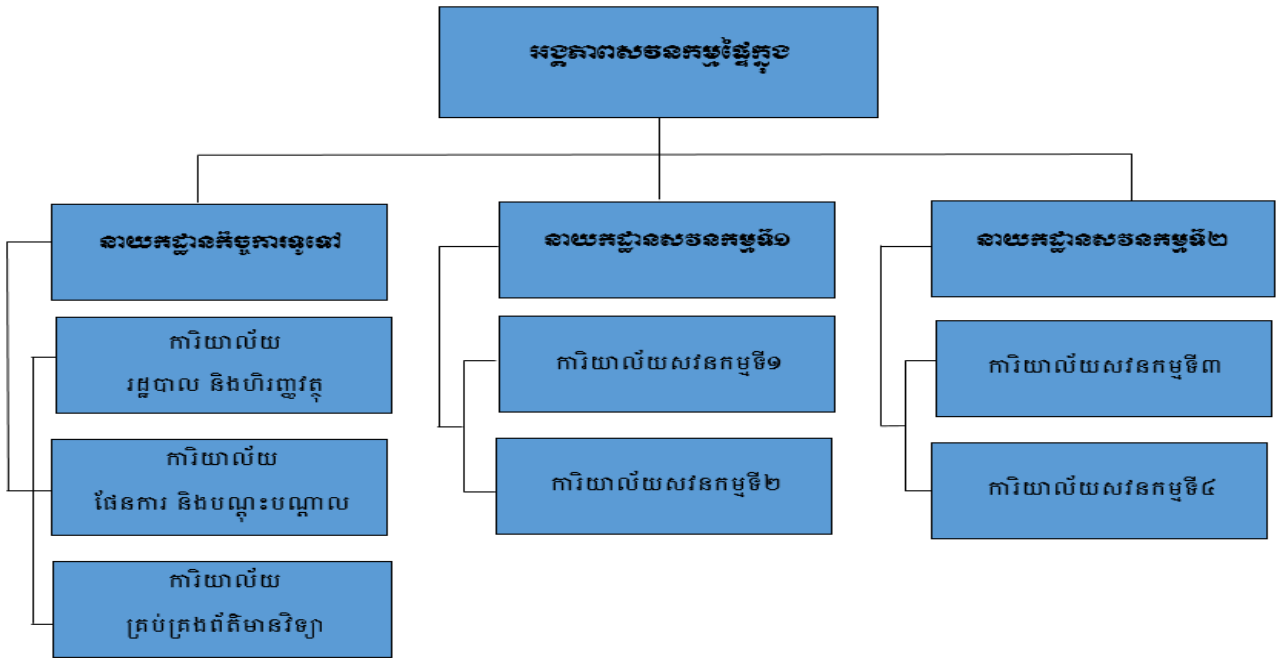 អង្គភាពសវនកម្មផ្ទៃក្នុង
នាយកដ្ឋានកិច្ចការទូទៅ
ការិយាល័យ
រដ្ឋបាល និងហិរញ្ញវត្ថុ
ការិយាល័យ
ផែនការ និងបណ្តុះបណ្តាល
ការិយាល័យ
គ្រប់គ្រងព័ត៌មានវិទ្យា
នាយកដ្ឋានសវនកម្មទី១
ការិយាល័យសវនកម្មទី១
ការិយាល័យសវនកម្មទី២
នាយកដ្ឋានសវនកម្មទី២
ការិយាល័យសវនកម្មទី៣
ការិយាល័យសវនកម្មទី៤